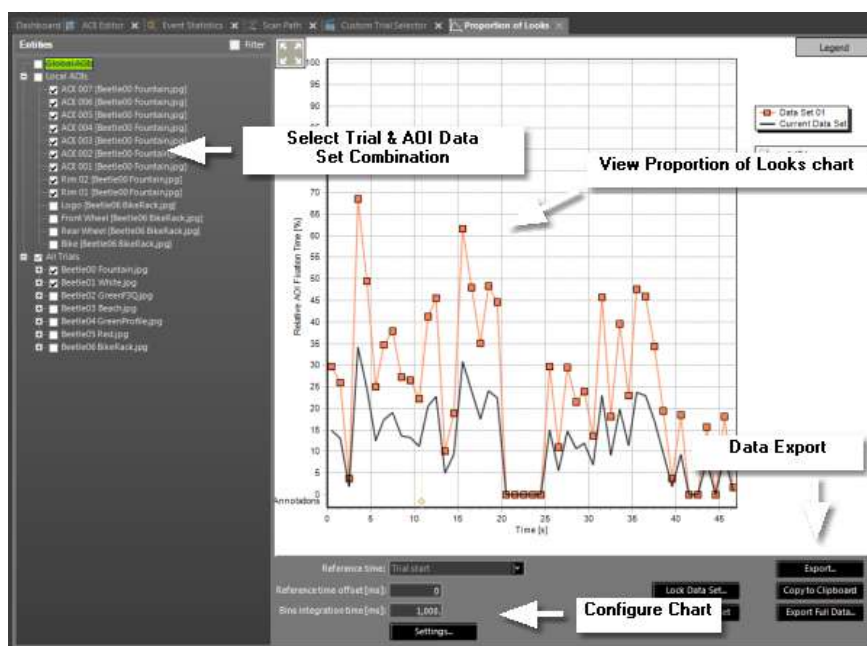 Dashboard
AOI Editor
Event Statistics
Scan Path
Custom Trial Selector
Proportion of Looks
Entities
Filter
Global AOIs
Local AOIs
AOI 007 [Beetle00 Fountain.jpg]
AOI 006 [Beetle00 Fountain.jpg]
AOI 005 [Beetle00 Fountain.jpg]
AOI 004 [Beetle00 Fountain.jpg]
AOI 003 [Beetle00 Fountain.jpg]
AOI 002 [Beetle00 Fountain.jpg]
AOI 001 [Beetle00 Fountain.jpg]
Rim 02 [Beetle00 Fountain.jpg]
Rim 01 [Beetle00 Fountain.jpg]
Logo [Beetle06 BikeRack.jpg]
Front Wheel [Beetle06 BikeRack.jpg]
Rear Wheel [Beetle06 BikeRack.jpg]
Bike [Beetle06 BikeRack.jpg]
All Trials
Beetle00 Fountain.jpg
Beetle01 White.jpg
Beetle02 GreenF3Q.jpg
Beetle03 Beach.jpg
Beetle04 GreenProfile.jpg
Beetle05 Red.jpg
Beetle06 BikeRack.jpg
Select Trial & AOI Data
Set Combination
View Proportion of Looks chart
Legend
Data Set 01
Current Data Set
Relative AOI Fixation Time [%]
100
95
90
70
65
60
55
50
45
40
35
30
25
20
15
10
5
0
Annotations
0 5 10 15 20 25 30 35 40 45
Time [s]
Data Export
Reference time: Trial start
Reference time offset [ms]: 0
Bins integration time [ms]: 1,000.
Settings...
Configure Chart
Lock Data Set...
Export...
Copy to Clipboard
Export Full Data...